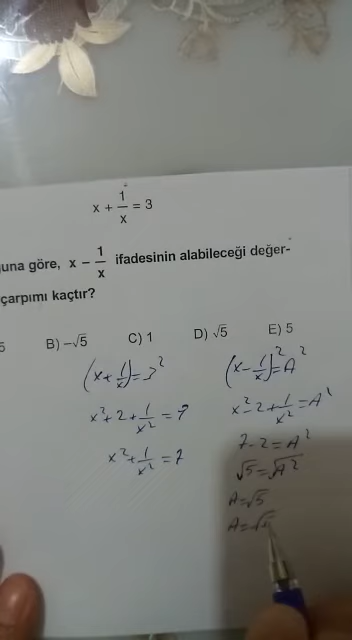 x + 1/x = 3
una göre, x − 1/x ifadesinin alabileceği değer-
çarpımı kaçtır?
5 B) −√5 C) 1 D) √5 E) 5
(x + 1/x)² = 3²
x² + 2 + 1/x² = 9
x² + 1/x² = 7
(x − 1/x)² = A²
x² − 2 + 1/x² = A²
7 − 2 = A²
√5 = √A²
A = √5
A = −√5